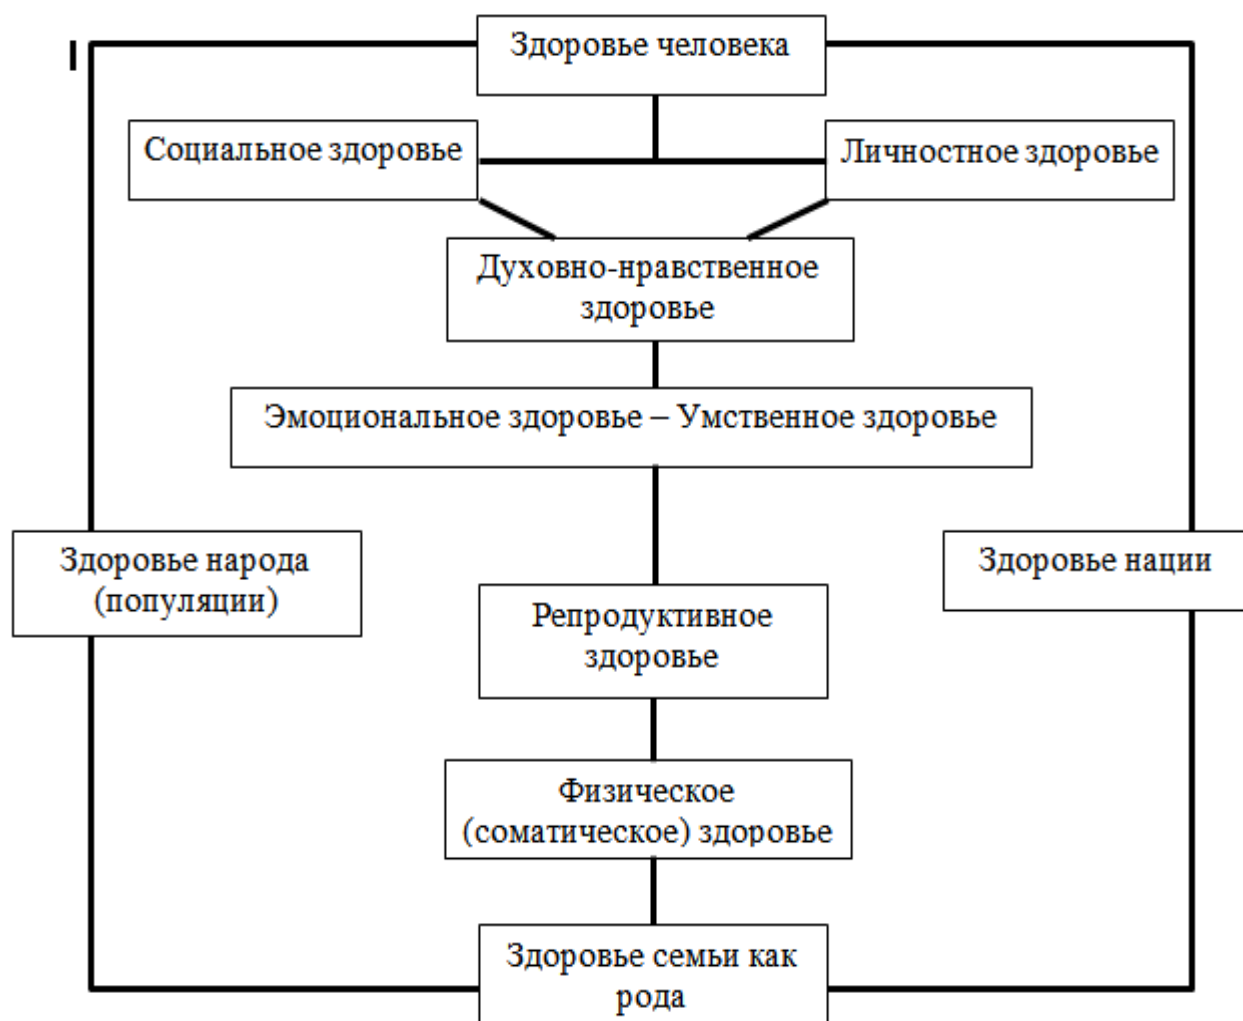 Здоровье человека
Социальное здоровье
Личностное здоровье
Духовно-нравственное
здоровье
Эмоциональное здоровье – Умственное здоровье
Здоровье народа
(популяции)
Здоровье нации
Репродуктивное
здоровье
Физическое
(соматическое) здоровье
Здоровье семьи как
рода